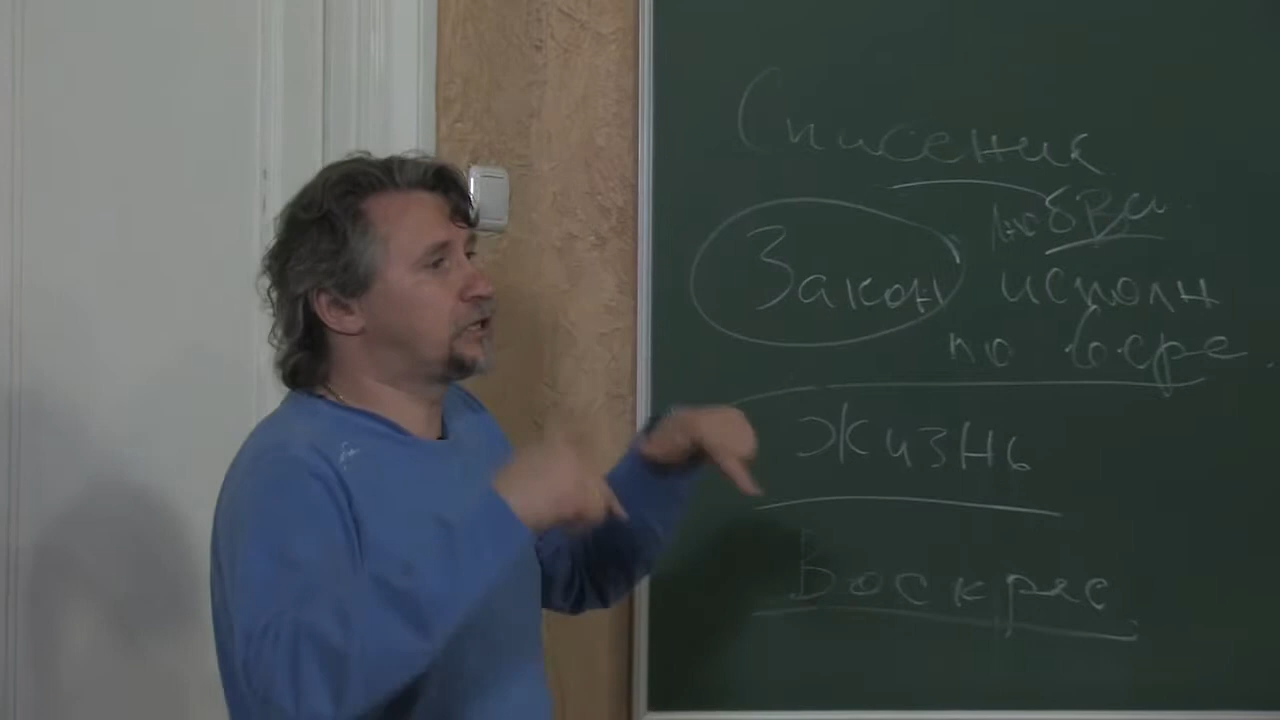 Спасение
любви
Закон исполн
по вере
Жизнь
Воскрес